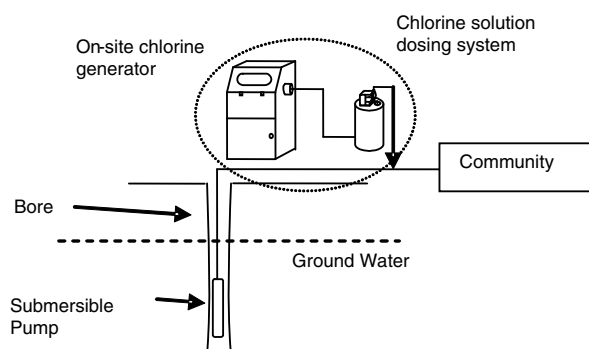 On-site chlorine
generator
Chlorine solution
dosing system
Community
Bore
Ground Water
Submersible
Pump